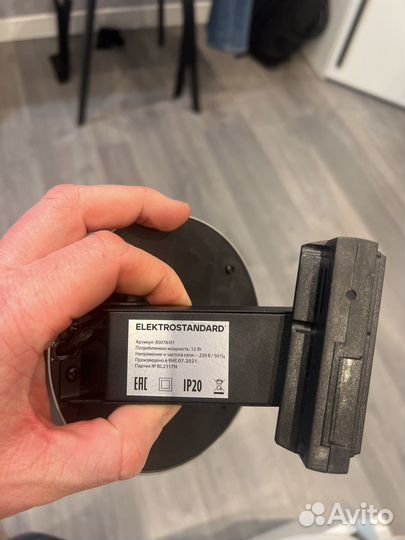 ELEKTROSTANDARD®
Артикул: 85078/01
Потребляемая мощность: 12 Вт
Напряжение и частота сети: ~ 230 В / 50 Гц
Произведено в КНР, 07.2021.
Партия № BL2117N
EAC IP20
Avito